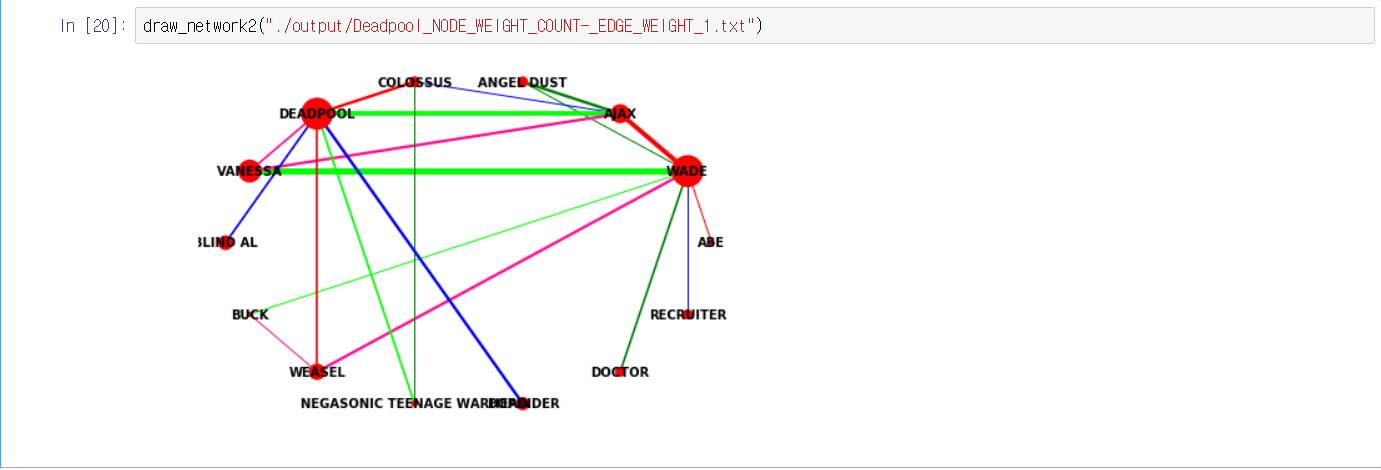 In [20]: draw_network2("./output/Deadpool_NODE_WEIGHT_COUNT-_EDGE_WEIGHT_1.txt")
COLOSSUS ANGEL DUST
DEADPOOL AJAX
VANESSA WADE
BLIND AL ABE
BUCK RECRUITER
WEASEL DOCTOR
NEGASONIC TEENAGE